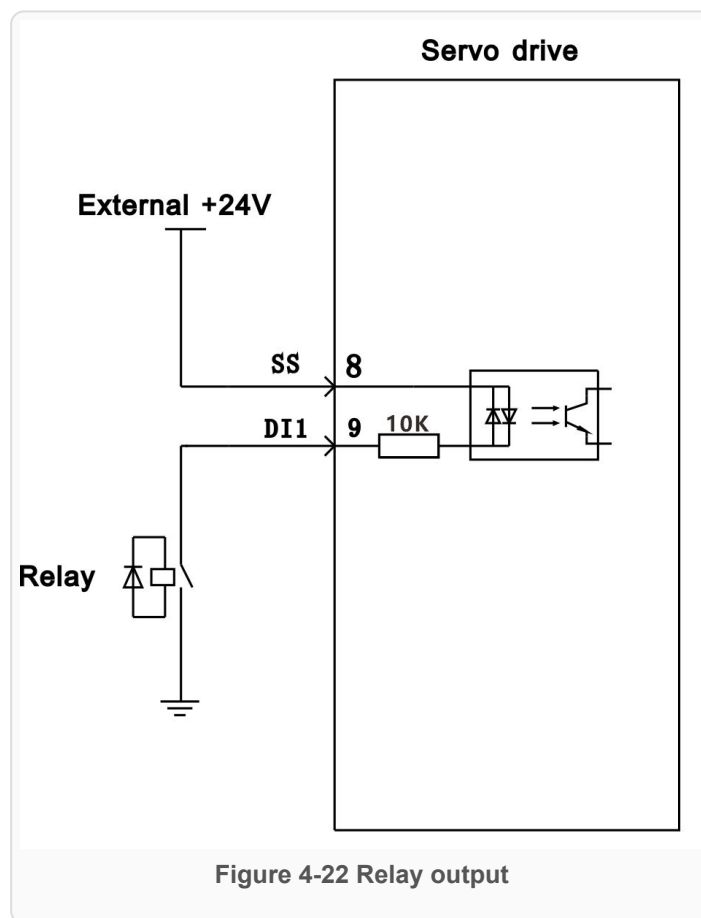 Servo drive
External +24V
SS 8
DI1 9 10K
Relay
Figure 4-22 Relay output